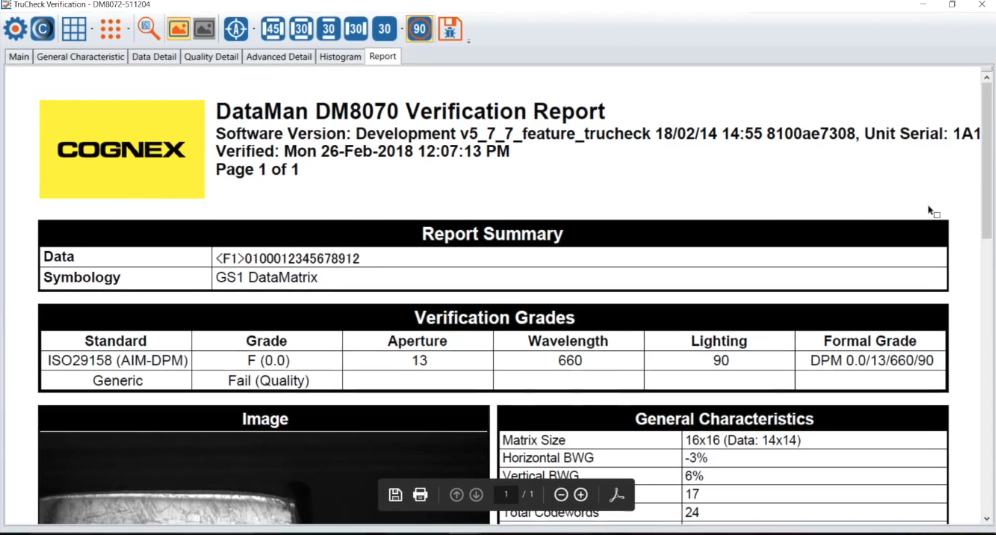 TruCheck Verification - DM8072-511204
45 30 30 30 30 90
Main General Characteristic Data Detail Quality Detail Advanced Detail Histogram Report
COGNEX
DataMan DM8070 Verification Report
Software Version: Development v5_7_7_feature_trucheck 18/02/14 14:55 8100ae7308, Unit Serial: 1A1
Verified: Mon 26-Feb-2018 12:07:13 PM
Page 1 of 1
Report Summary
Data <F1>0100012345678912
Symbology GS1 DataMatrix
Verification Grades
Standard Grade Aperture Wavelength Lighting Formal Grade
ISO29158 (AIM-DPM) F (0.0) 13 660 90 DPM 0.0/13/660/90
Generic Fail (Quality)
Image
General Characteristics
Matrix Size 16x16 (Data: 14x14)
Horizontal BWG -3%
Vertical BWG 6%
17
Total Codewords 24
1 / 1